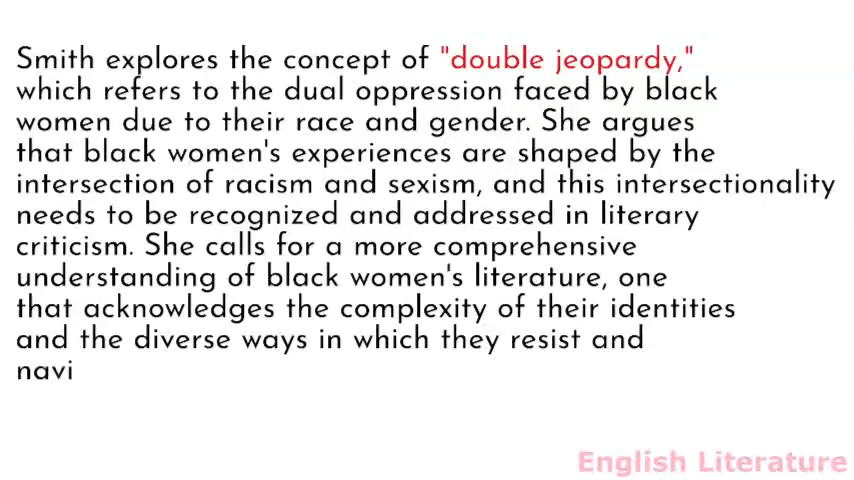 Smith explores the concept of "double jeopardy,"
which refers to the dual oppression faced by black
women due to their race and gender. She argues
that black women's experiences are shaped by the
intersection of racism and sexism, and this intersectionality
needs to be recognized and addressed in literary
criticism. She calls for a more comprehensive
understanding of black women's literature, one
that acknowledges the complexity of their identities
and the diverse ways in which they resist and
navi
English Literature